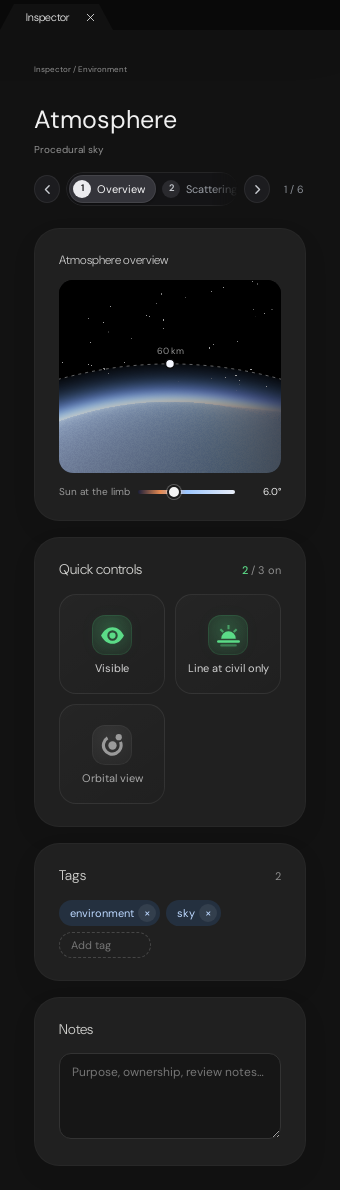 Inspector
Inspector / Environment
Atmosphere
Procedural sky
1 Overview 2 Scattering 1 / 6
Atmosphere overview
60 km
Sun at the limb 6.0°
Quick controls 2 / 3 on
Visible Line at civil only
Orbital view
Tags 2
environment × sky ×
Add tag
Notes
Purpose, ownership, review notes...